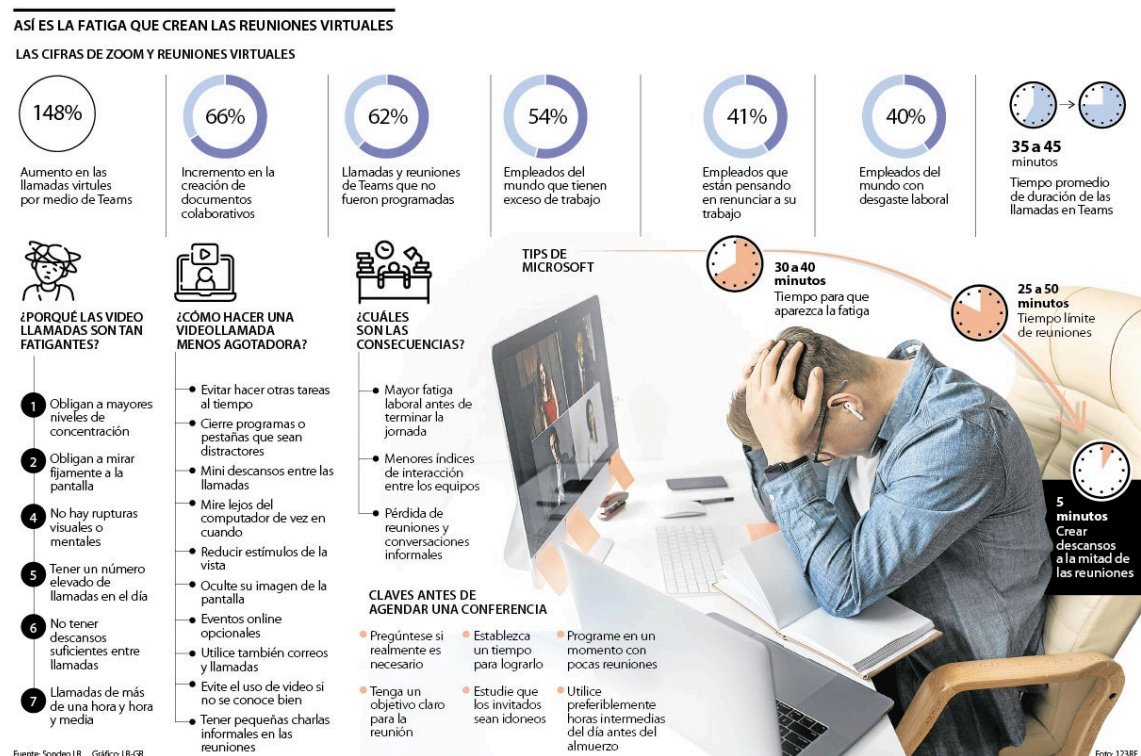 ASÍ ES LA FATIGA QUE CREAN LAS REUNIONES VIRTUALES
LAS CIFRAS DE ZOOM Y REUNIONES VIRTUALES
148%
Aumento en las
llamadas virtules
por medio de Teams
66%
Incremento en la
creación de
documentos
colaborativos
62%
Llamadas y reuniones
de Teams que no
fueron programadas
54%
Empleados del
mundo que tienen
exceso de trabajo
41%
Empleados que
están pensando
en renunciar a su
trabajo
40%
Empleados del
mundo con
desgaste laboral
35 a 45
minutos
Tiempo promedio
de duración de las
llamadas en Teams
¿PORQUÉ LAS VIDEO
LLAMADAS SON TAN
FATIGANTES?
1 Obligan a mayores
niveles de
concentración
2 Obligan a mirar
fijamente a la
pantalla
4 No hay rupturas
visuales o
mentales
5 Tener un número
elevado de
llamadas en el día
6 No tener
descansos
suficientes entre
llamadas
7 Llamadas de más
de una hora y hora
y media
¿CÓMO HACER UNA
VIDEOLLAMADA
MENOS AGOTADORA?
Evitar hacer otras tareas
al tiempo
Cierre programas o
pestañas que sean
distractores
Mini descansos entre las
llamadas
Mire lejos del
computador de vez en
cuando
Reducir estímulos de la
vista
Oculte su imagen de la
pantalla
Eventos online
opcionales
Utilice también correos
y llamadas
Evite el uso de video si
no se conoce bien
Tener pequeñas charlas
informales en las
reuniones
¿CUÁLES
SON LAS
CONSECUENCIAS?
Mayor fatiga
laboral antes de
terminar la
jornada
Menores índices
de interacción
entre los equipos
Pérdida de
reuniones y
conversaciones
informales
TIPS DE
MICROSOFT
30 a 40
minutos
Tiempo para que
aparezca la fatiga
25 a 50
minutos
Tiempo límite
de reuniones
5
minutos
Crear
descansos
a la mitad de
las reuniones
CLAVES ANTES DE
AGENDAR UNA CONFERENCIA
Pregúntese si
realmente es
necesario
Establezca
un tiempo
para lograrlo
Programe en un
momento con
pocas reuniones
Tenga un
objetivo claro
para la
reunión
Estudie que
los invitados
sean idoneos
Utilice
preferiblemente
horas intermedias
del día antes del
almuerzo
Fuente: Sondeo LR Gráfico: LR-GR
Foto: 123RF